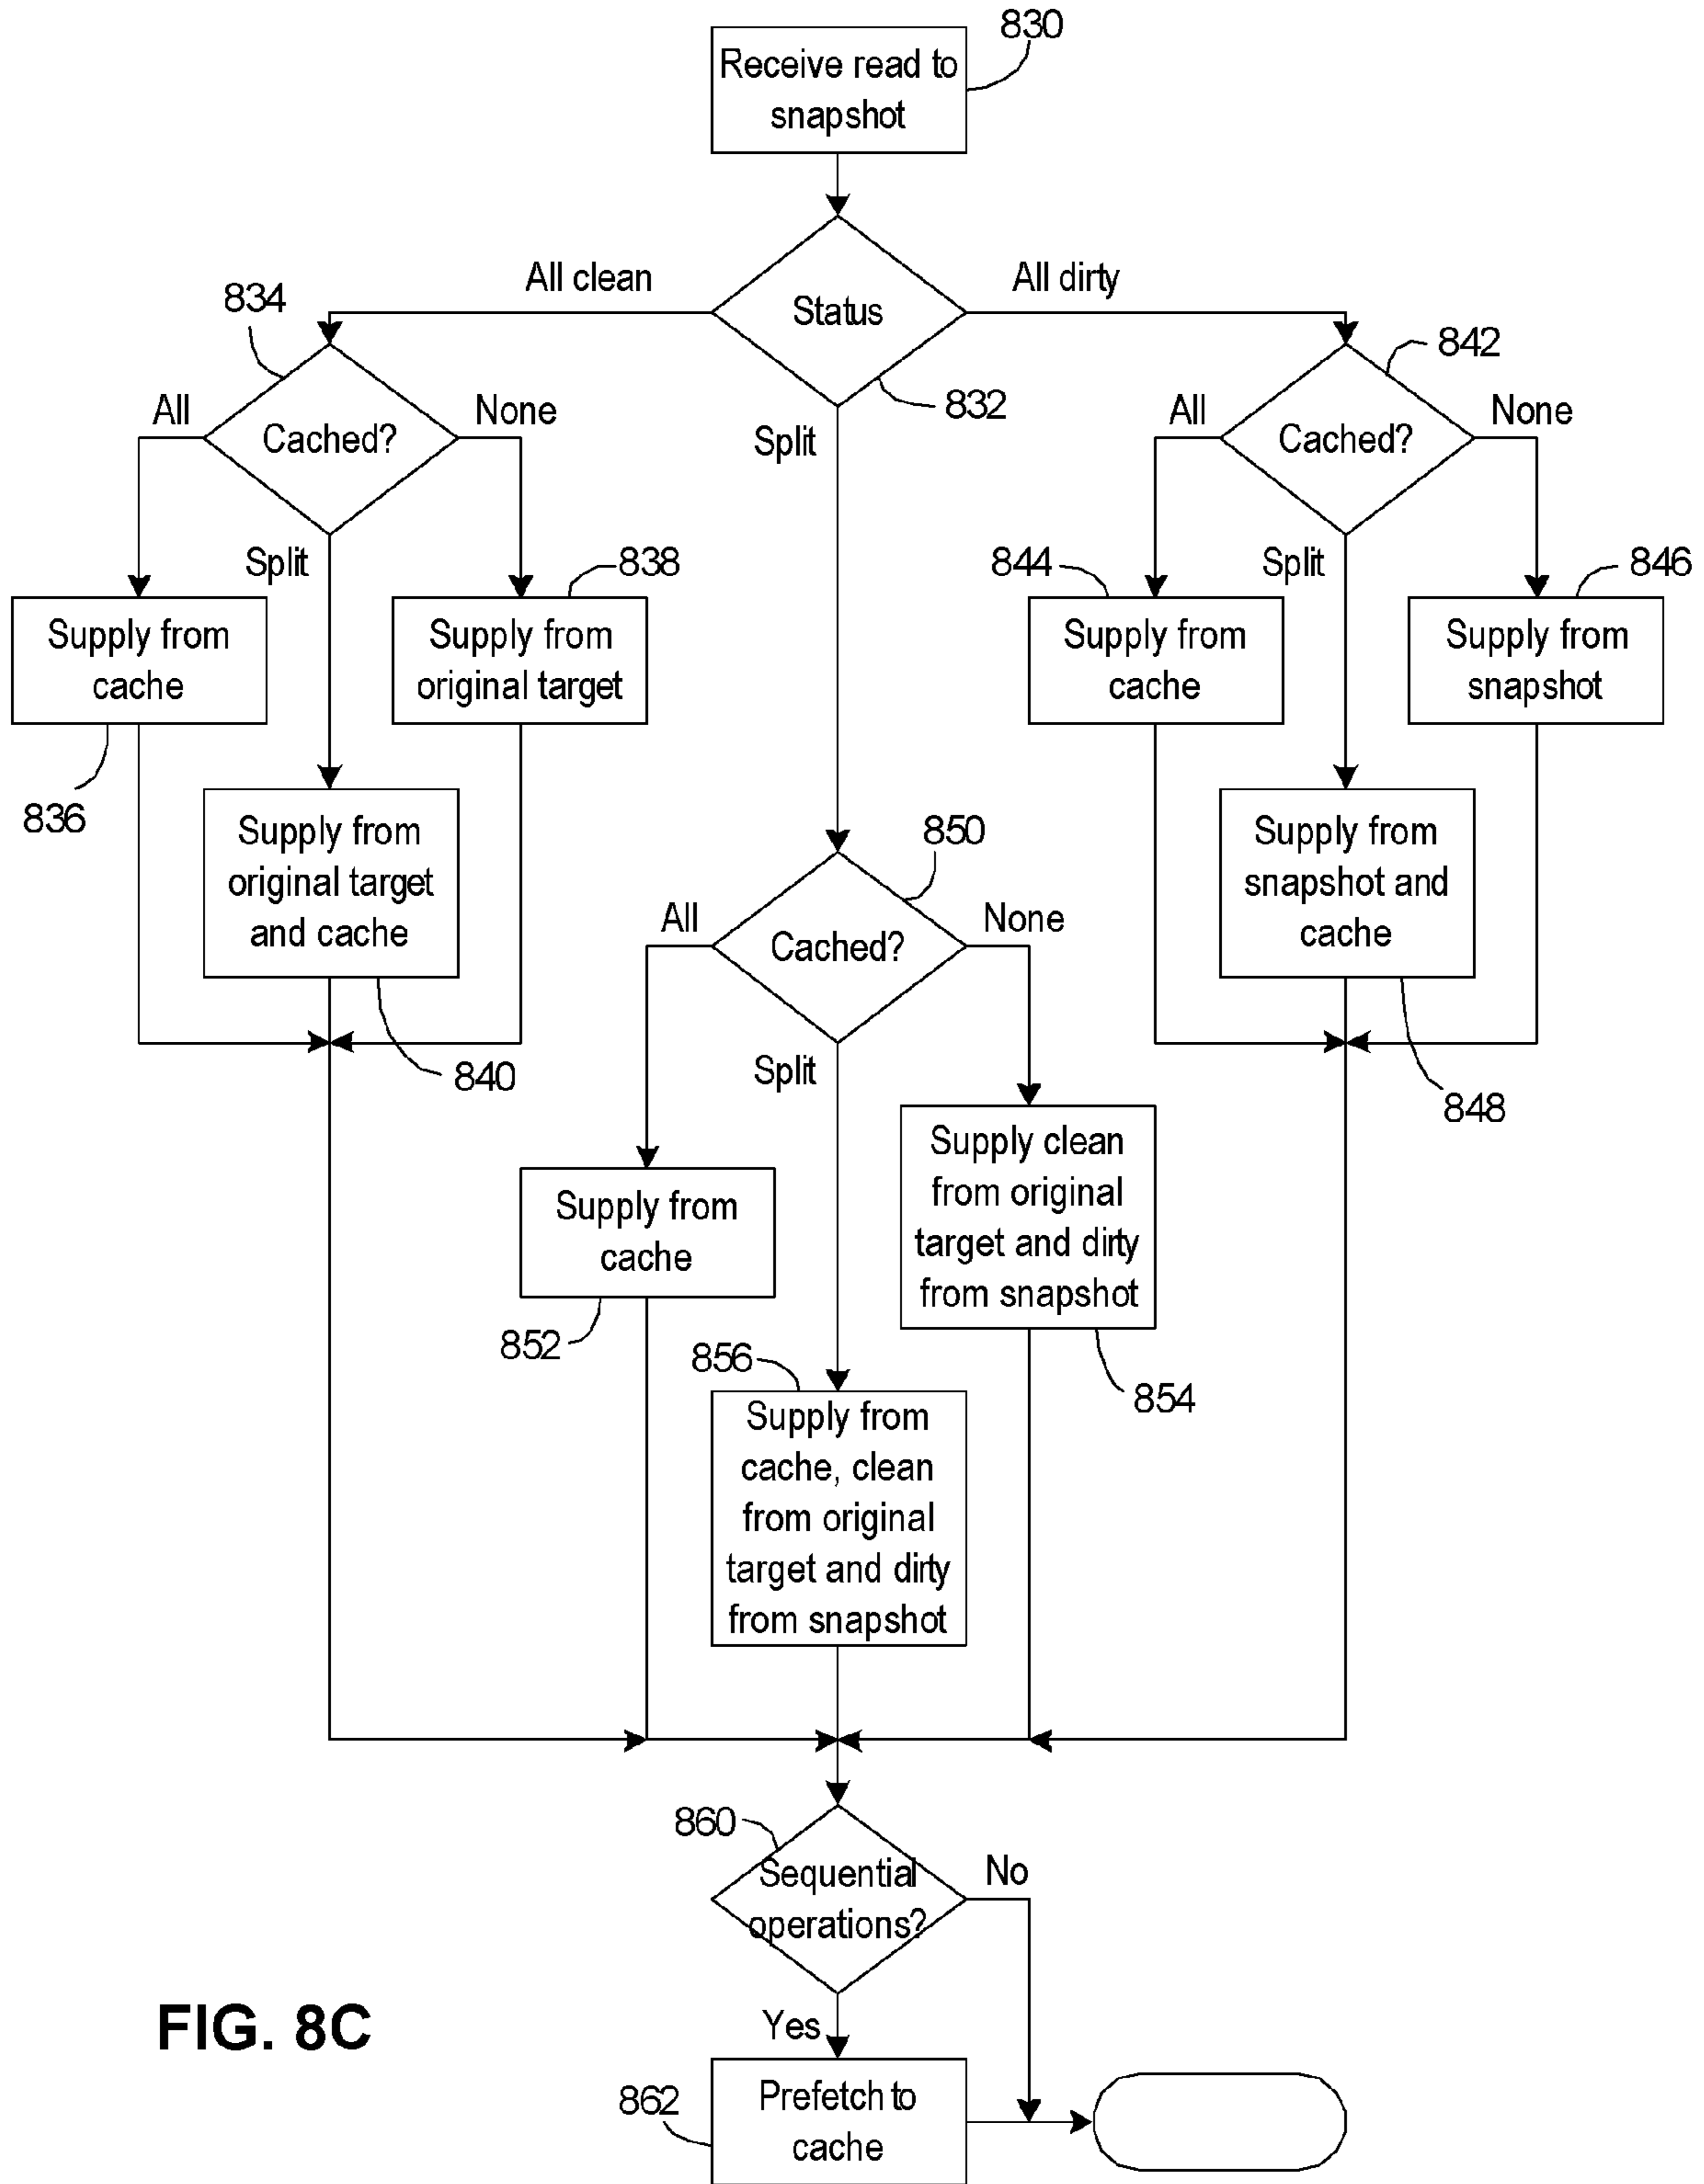 830
Receive read to
snapshot
All clean
All dirty
834
Status
842
832
All
None
Cached?
Split
All
None
Cached?
Split
838
844
Split
846
Supply from
cache
Supply from
original target
Supply from
cache
Supply from
snapshot
836
Supply from
original target
and cache
850
Supply from
snapshot and
cache
All
None
Cached?
840
Split
848
Supply clean
from original
target and dirty
from snapshot
Supply from
cache
852
856
854
Supply from
cache, clean
from original
target and dirty
from snapshot
860
Sequential
operations?
No
FIG. 8C
Yes
862
Prefetch to
cache